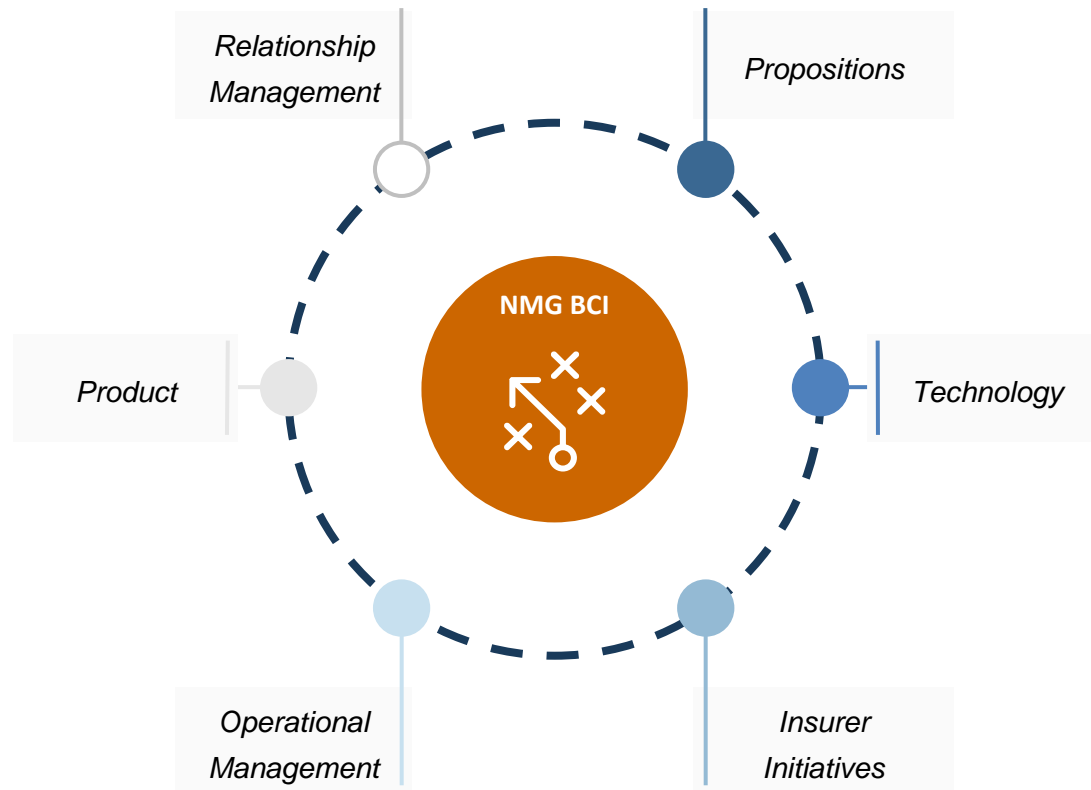 Relationship
Management
Propositions
NMG BCI
Product
Technology
Operational
Management
Insurer
Initiatives